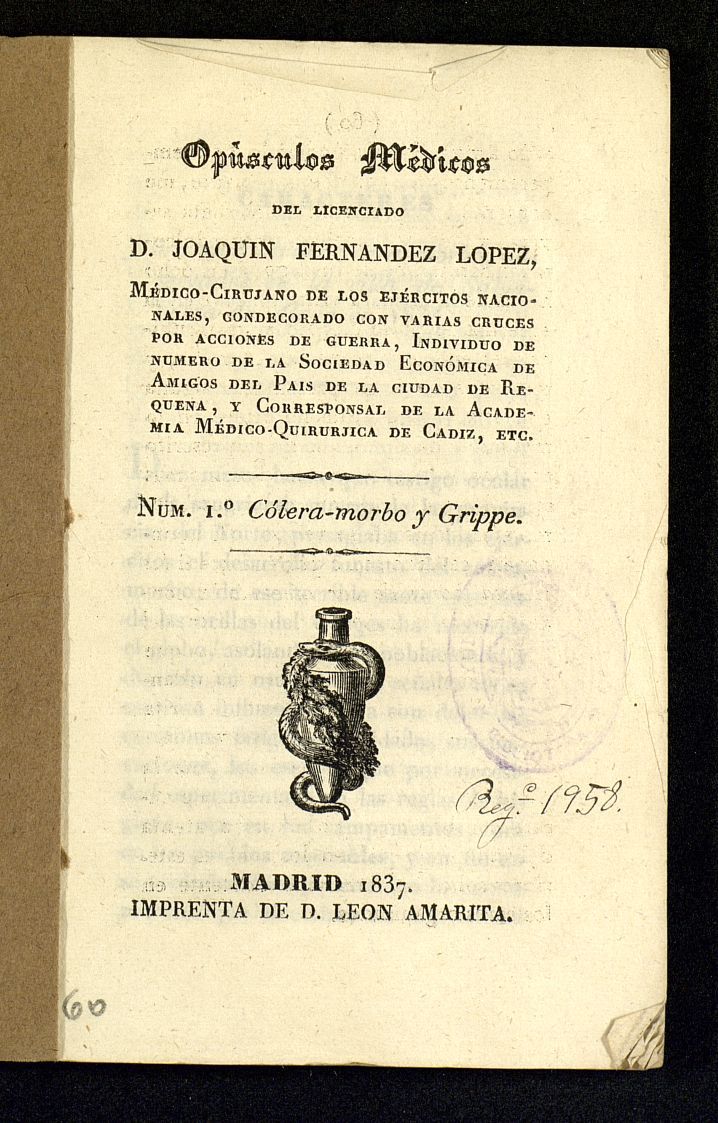 Opúsculos Médicos
DEL LICENCIADO
D. JOAQUIN FERNANDEZ LOPEZ,
MÉDICO-CIRUJANO DE LOS EJÉRCITOS NACIO-
NALES, CONDECORADO CON VARIAS CRUCES
POR ACCIONES DE GUERRA, INDIVIDUO DE
NUMERO DE LA SOCIEDAD ECONÓMICA DE
AMIGOS DEL PAIS DE LA CIUDAD DE RE-
QUENA, Y CORRESPONSAL DE LA ACADE-
MIA MÉDICO-QUIRURJICA DE CADIZ, ETC.
NUM. 1.º Cólera-morbo y Grippe.
Reg.º 1958.
MADRID 1837.
IMPRENTA DE D. LEON AMARITA.
60